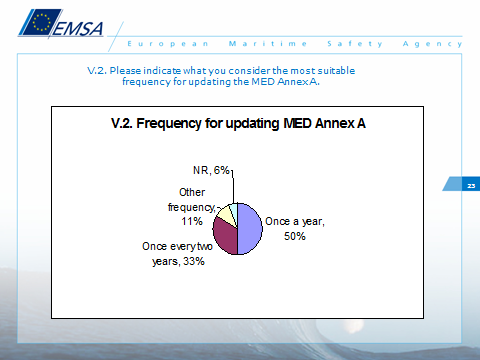 EMSA
European Maritime Safety Agency
V.2. Please indicate what you consider the most suitable
frequency for updating the MED Annex A.
V.2. Frequency for updating MED Annex A
NR, 6%
Other
frequency,
11%
Once a year,
50%
Once every two
years, 33%
23